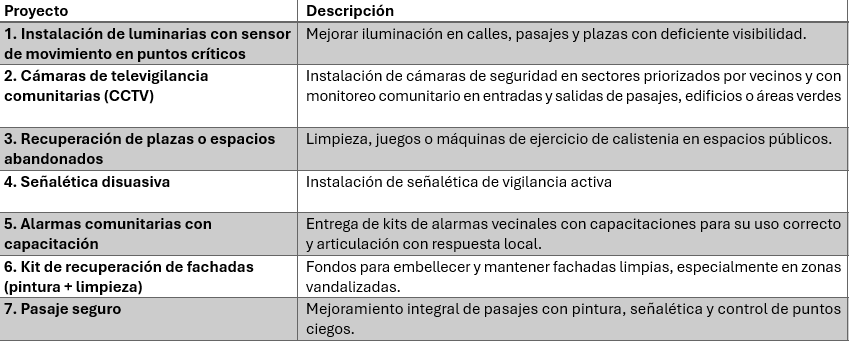 Proyecto Descripción
1. Instalación de luminarias con sensor de movimiento en puntos críticos
Mejorar iluminación en calles, pasajes y plazas con deficiente visibilidad.
2. Cámaras de televigilancia
comunitarias (CCTV)
Instalación de cámaras de seguridad en sectores priorizados por vecinos y con
monitoreo comunitario en entradas y salidas de pasajes, edificios o áreas verdes
3. Recuperación de plazas o espacios
abandonados
Limpieza, juegos o máquinas de ejercicio de calistenia en espacios públicos.
4. Señalética disuasiva
Instalación de señalética de vigilancia activa
5. Alarmas comunitarias con
capacitación
Entrega de kits de alarmas vecinales con capacitaciones para su uso correcto
y articulación con respuesta local.
6. Kit de recuperación de fachadas
(pintura + limpieza)
Fondos para embellecer y mantener fachadas limpias, especialmente en zonas
vandalizadas.
7. Pasaje seguro
Mejoramiento integral de pasajes con pintura, señalética y control de puntos
ciegos.